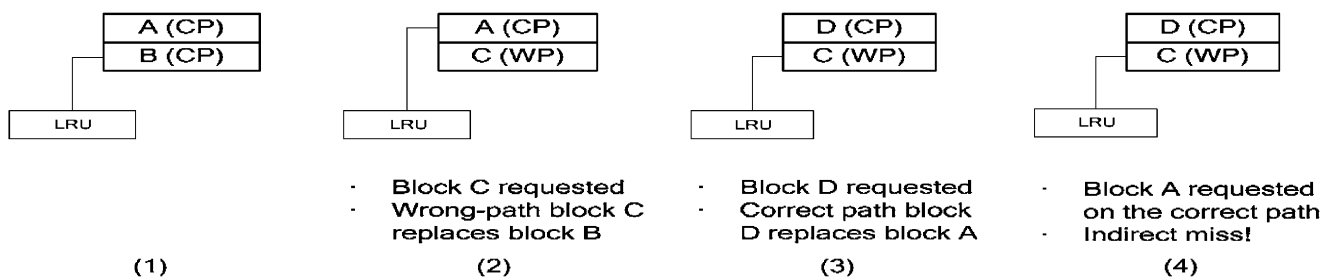 A (CP)
B (CP)
LRU
(1)
A (CP)
C (WP)
LRU
· Block C requested
· Wrong-path block C
replaces block B
(2)
D (CP)
C (WP)
LRU
· Block D requested
· Correct path block
D replaces block A
(3)
D (CP)
C (WP)
LRU
· Block A requested
on the correct path
· Indirect miss!
(4)